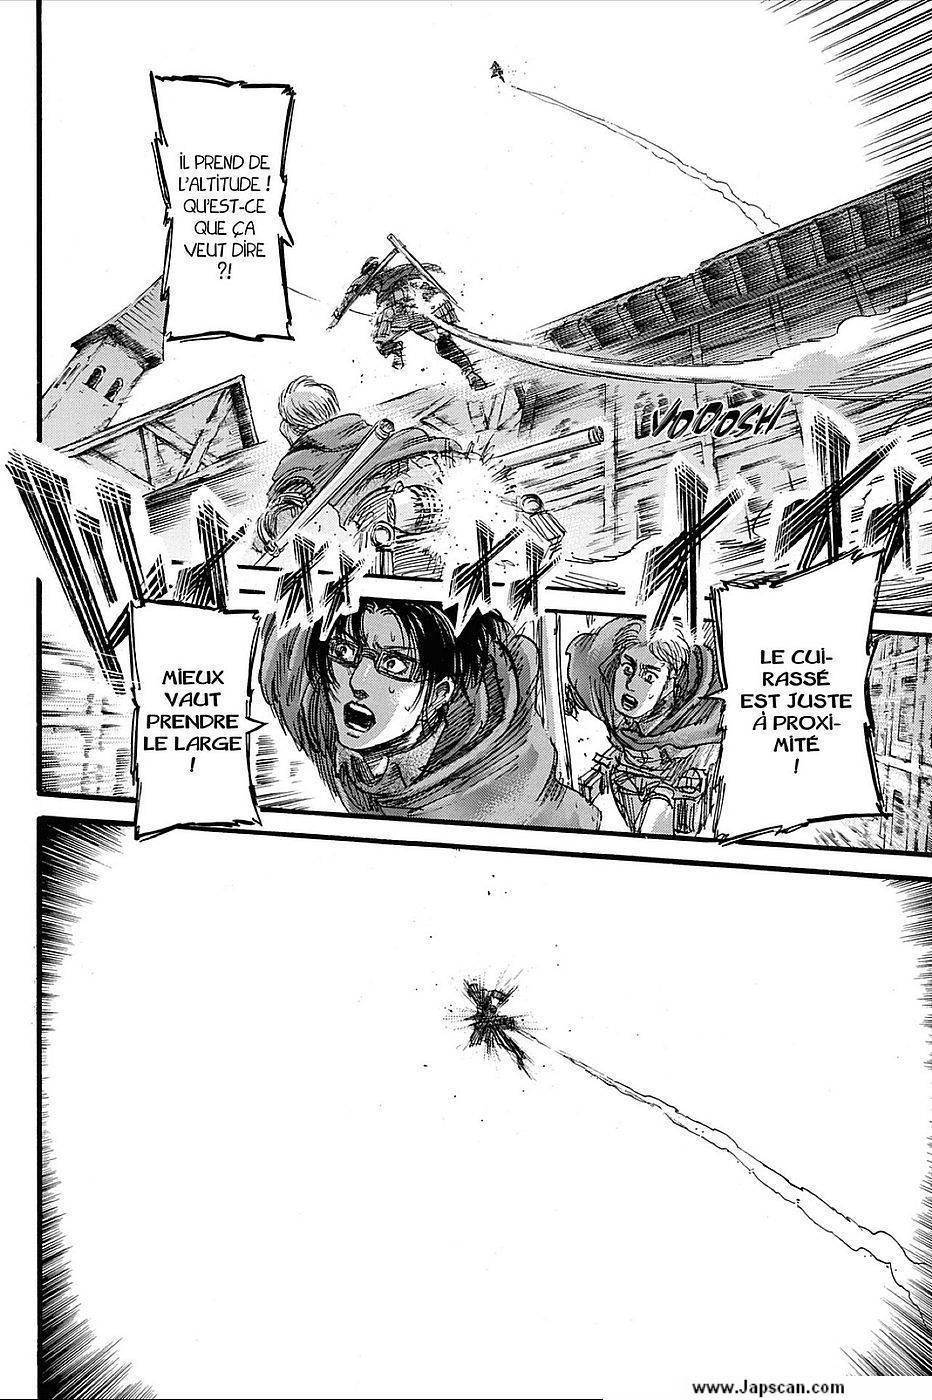 IL PREND DE
L'ALTITUDE !
QU'EST-CE
QUE ÇA
VEUT DIRE
?!
VOOOSH
LE CUI-
RASSÉ
EST JUSTE
À PROXI-
MITÉ
!
MIEUX
VAUT
PRENDRE
LE LARGE
!
www.Japscan.com